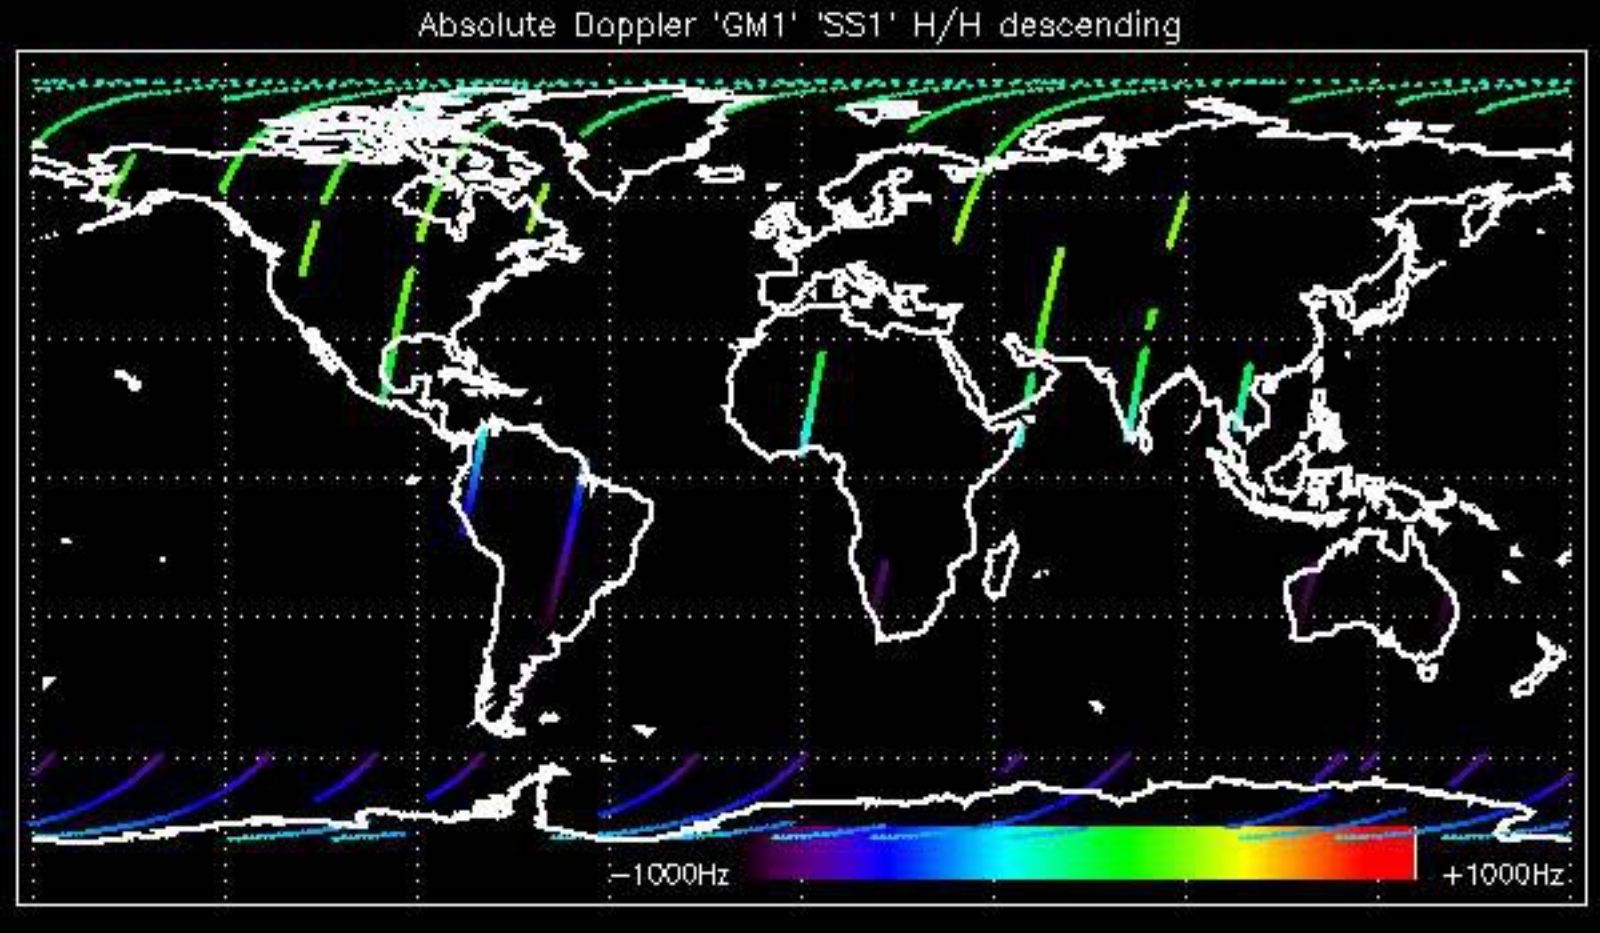 Absolute Doppler 'GM1' 'SS1' H/H descending
−1000Hz
+1000Hz